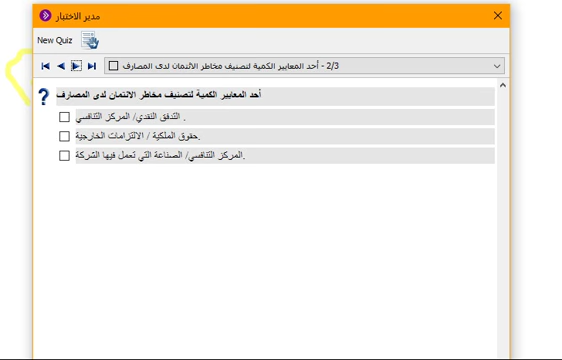 مدير الاختبار
New Quiz
2/3 - أحد المعايير الكمية لتصنيف مخاطر الائتمان لدى المصارف
أحد المعايير الكمية لتصنيف مخاطر الائتمان لدى المصارف
التدفق النقدي/ المركز التنافسي .
حقوق الملكية / الالتزامات الخارجية.
المركز التنافسي/ الصناعة التي تعمل فيها الشركة.